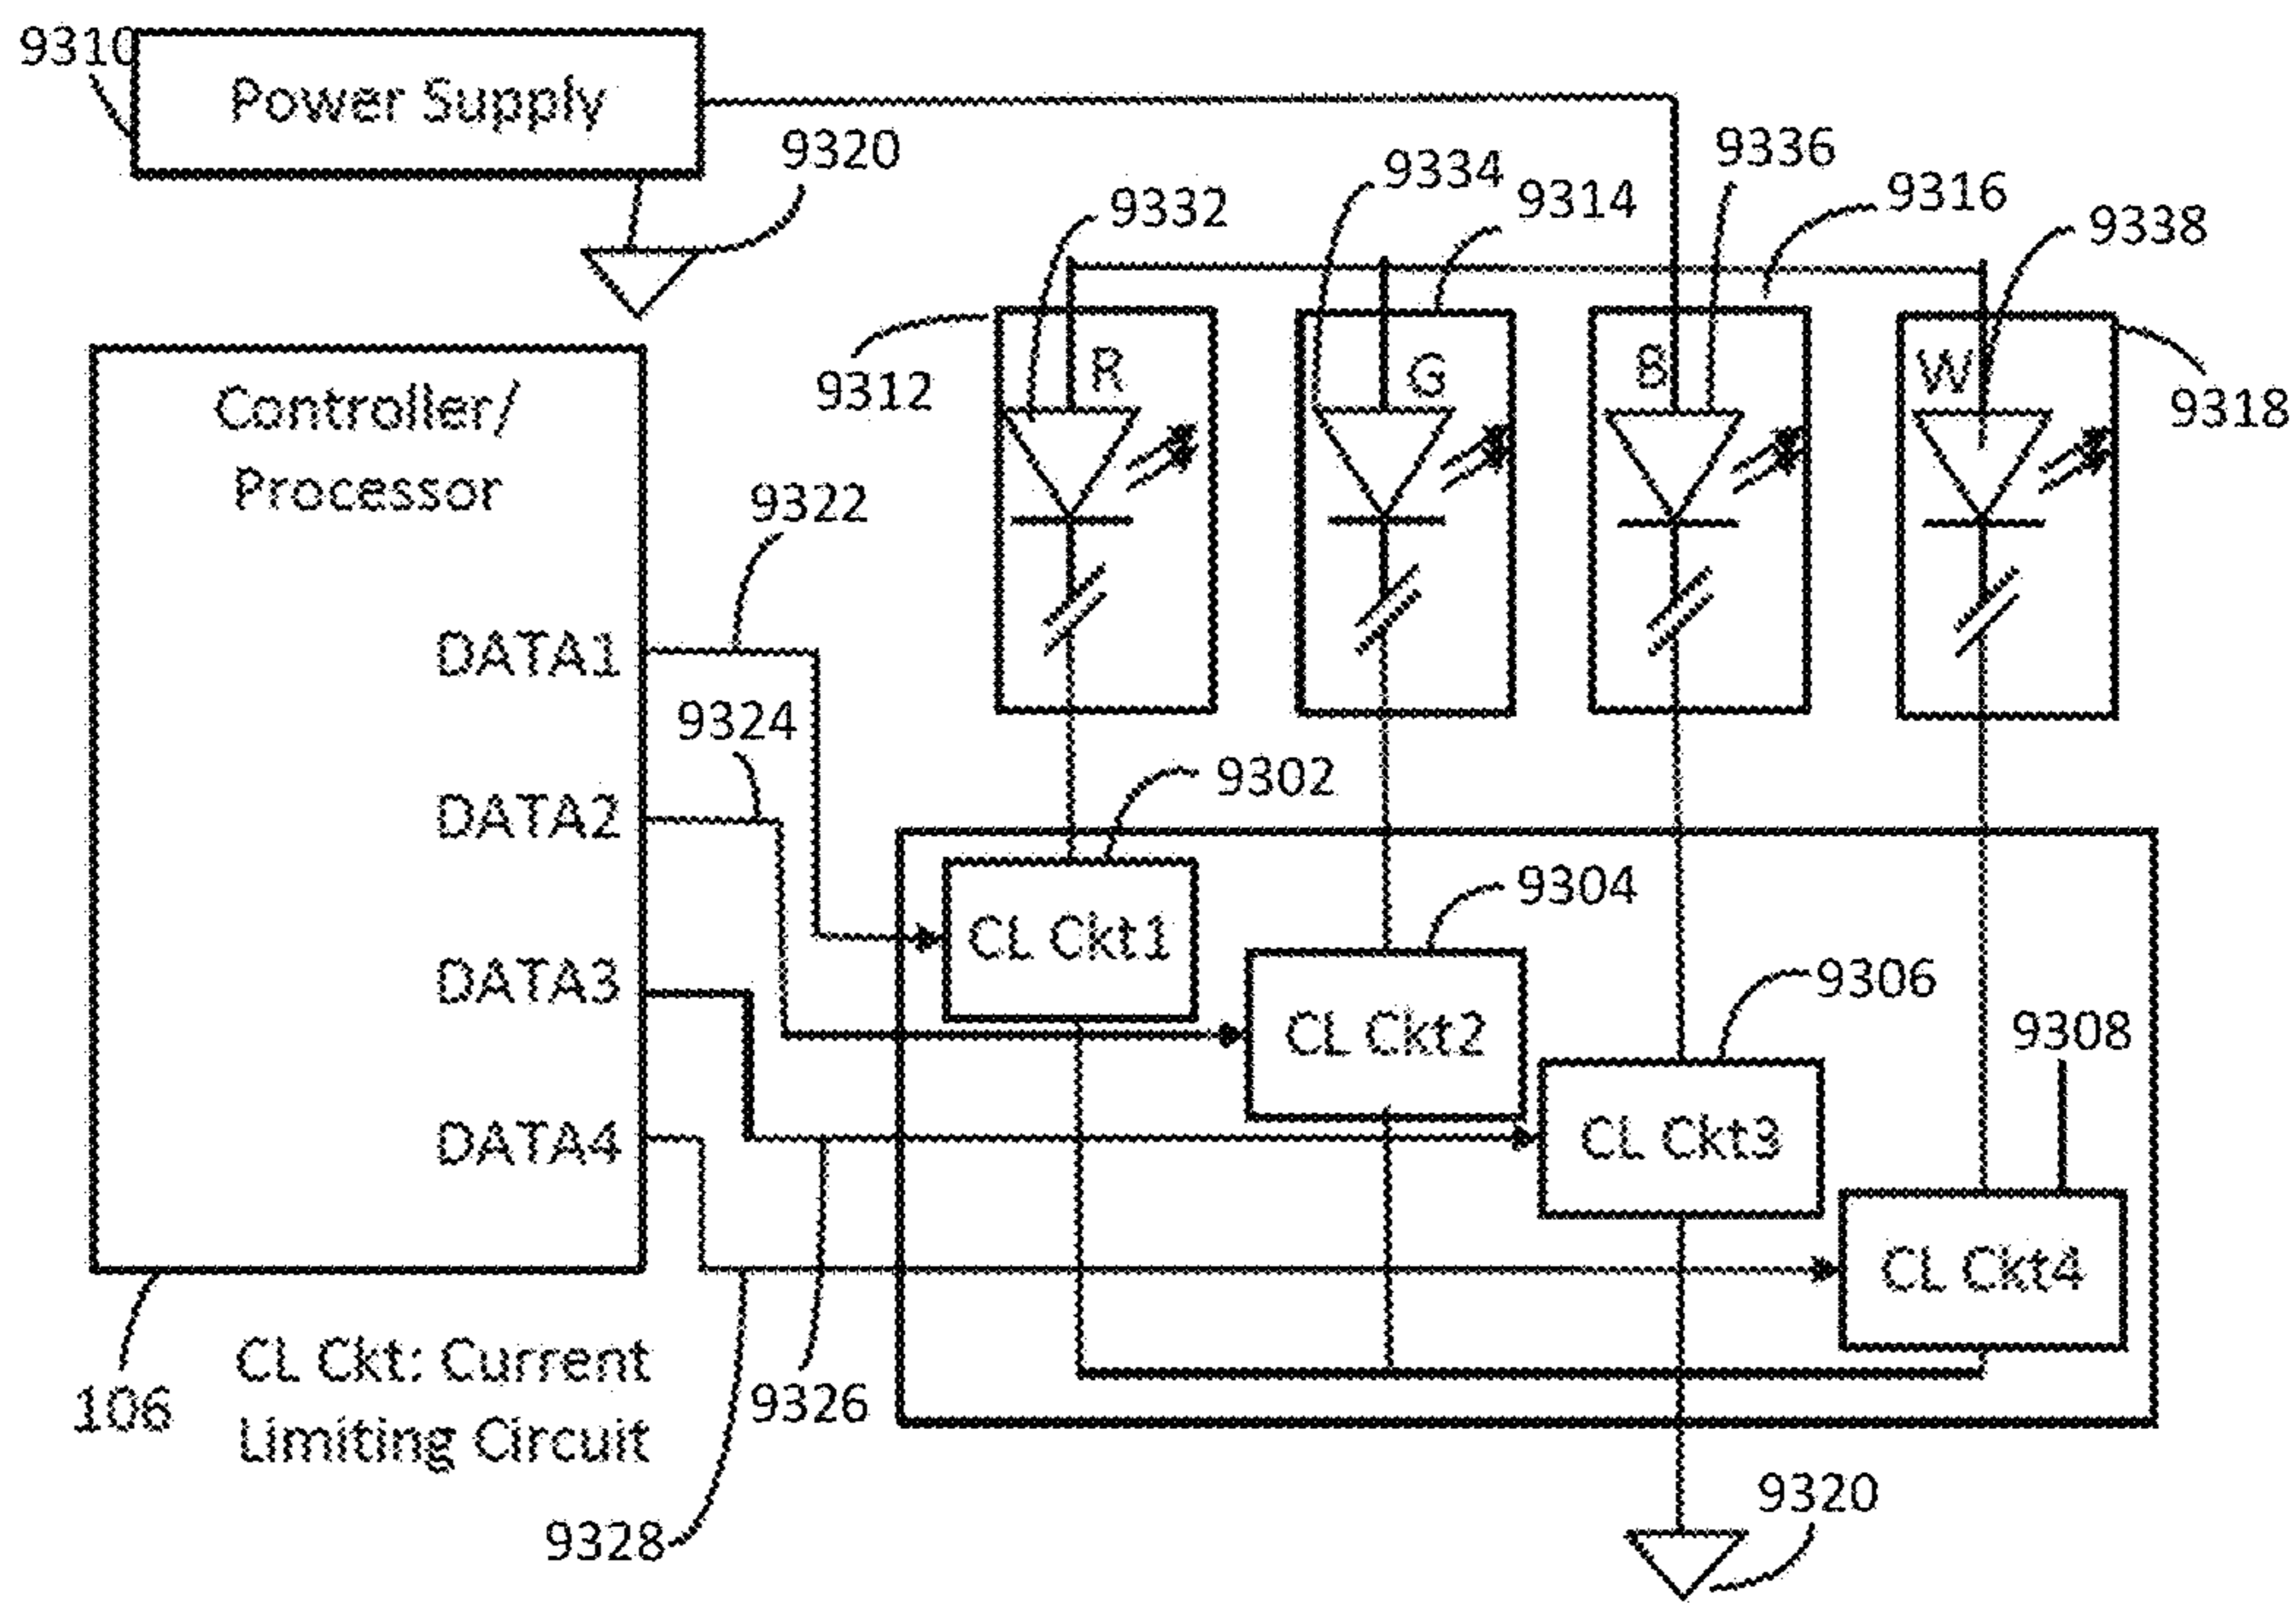 9310
Power Supply
9320
9332
9334
9314
9336
9316
9338
9312
R
G
B
W
9318
Controller/
Processor
9322
DATA1
9324
DATA2
9302
CL Ckt1
9304
DATA3
CL Ckt2
9306
9308
DATA4
CL Ckt3
CL Ckt4
106
CL Ckt: Current
Limiting Circuit
9326
9328
9320